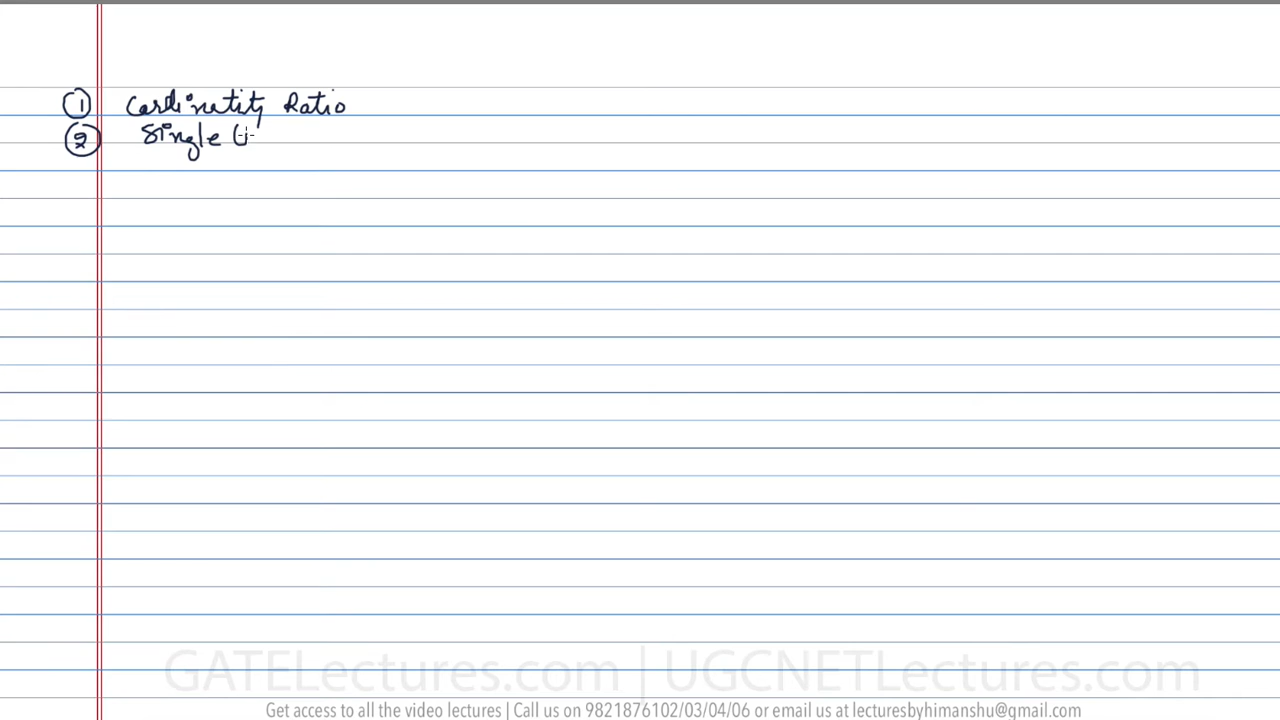 ① Cardinality Ratio
② Single
GATELectures.com | UGCNETLectures.com
Get access to all the video lectures | Call us on 9821876102/03/04/06 or email us at lecturesbyhimanshu@gmail.com